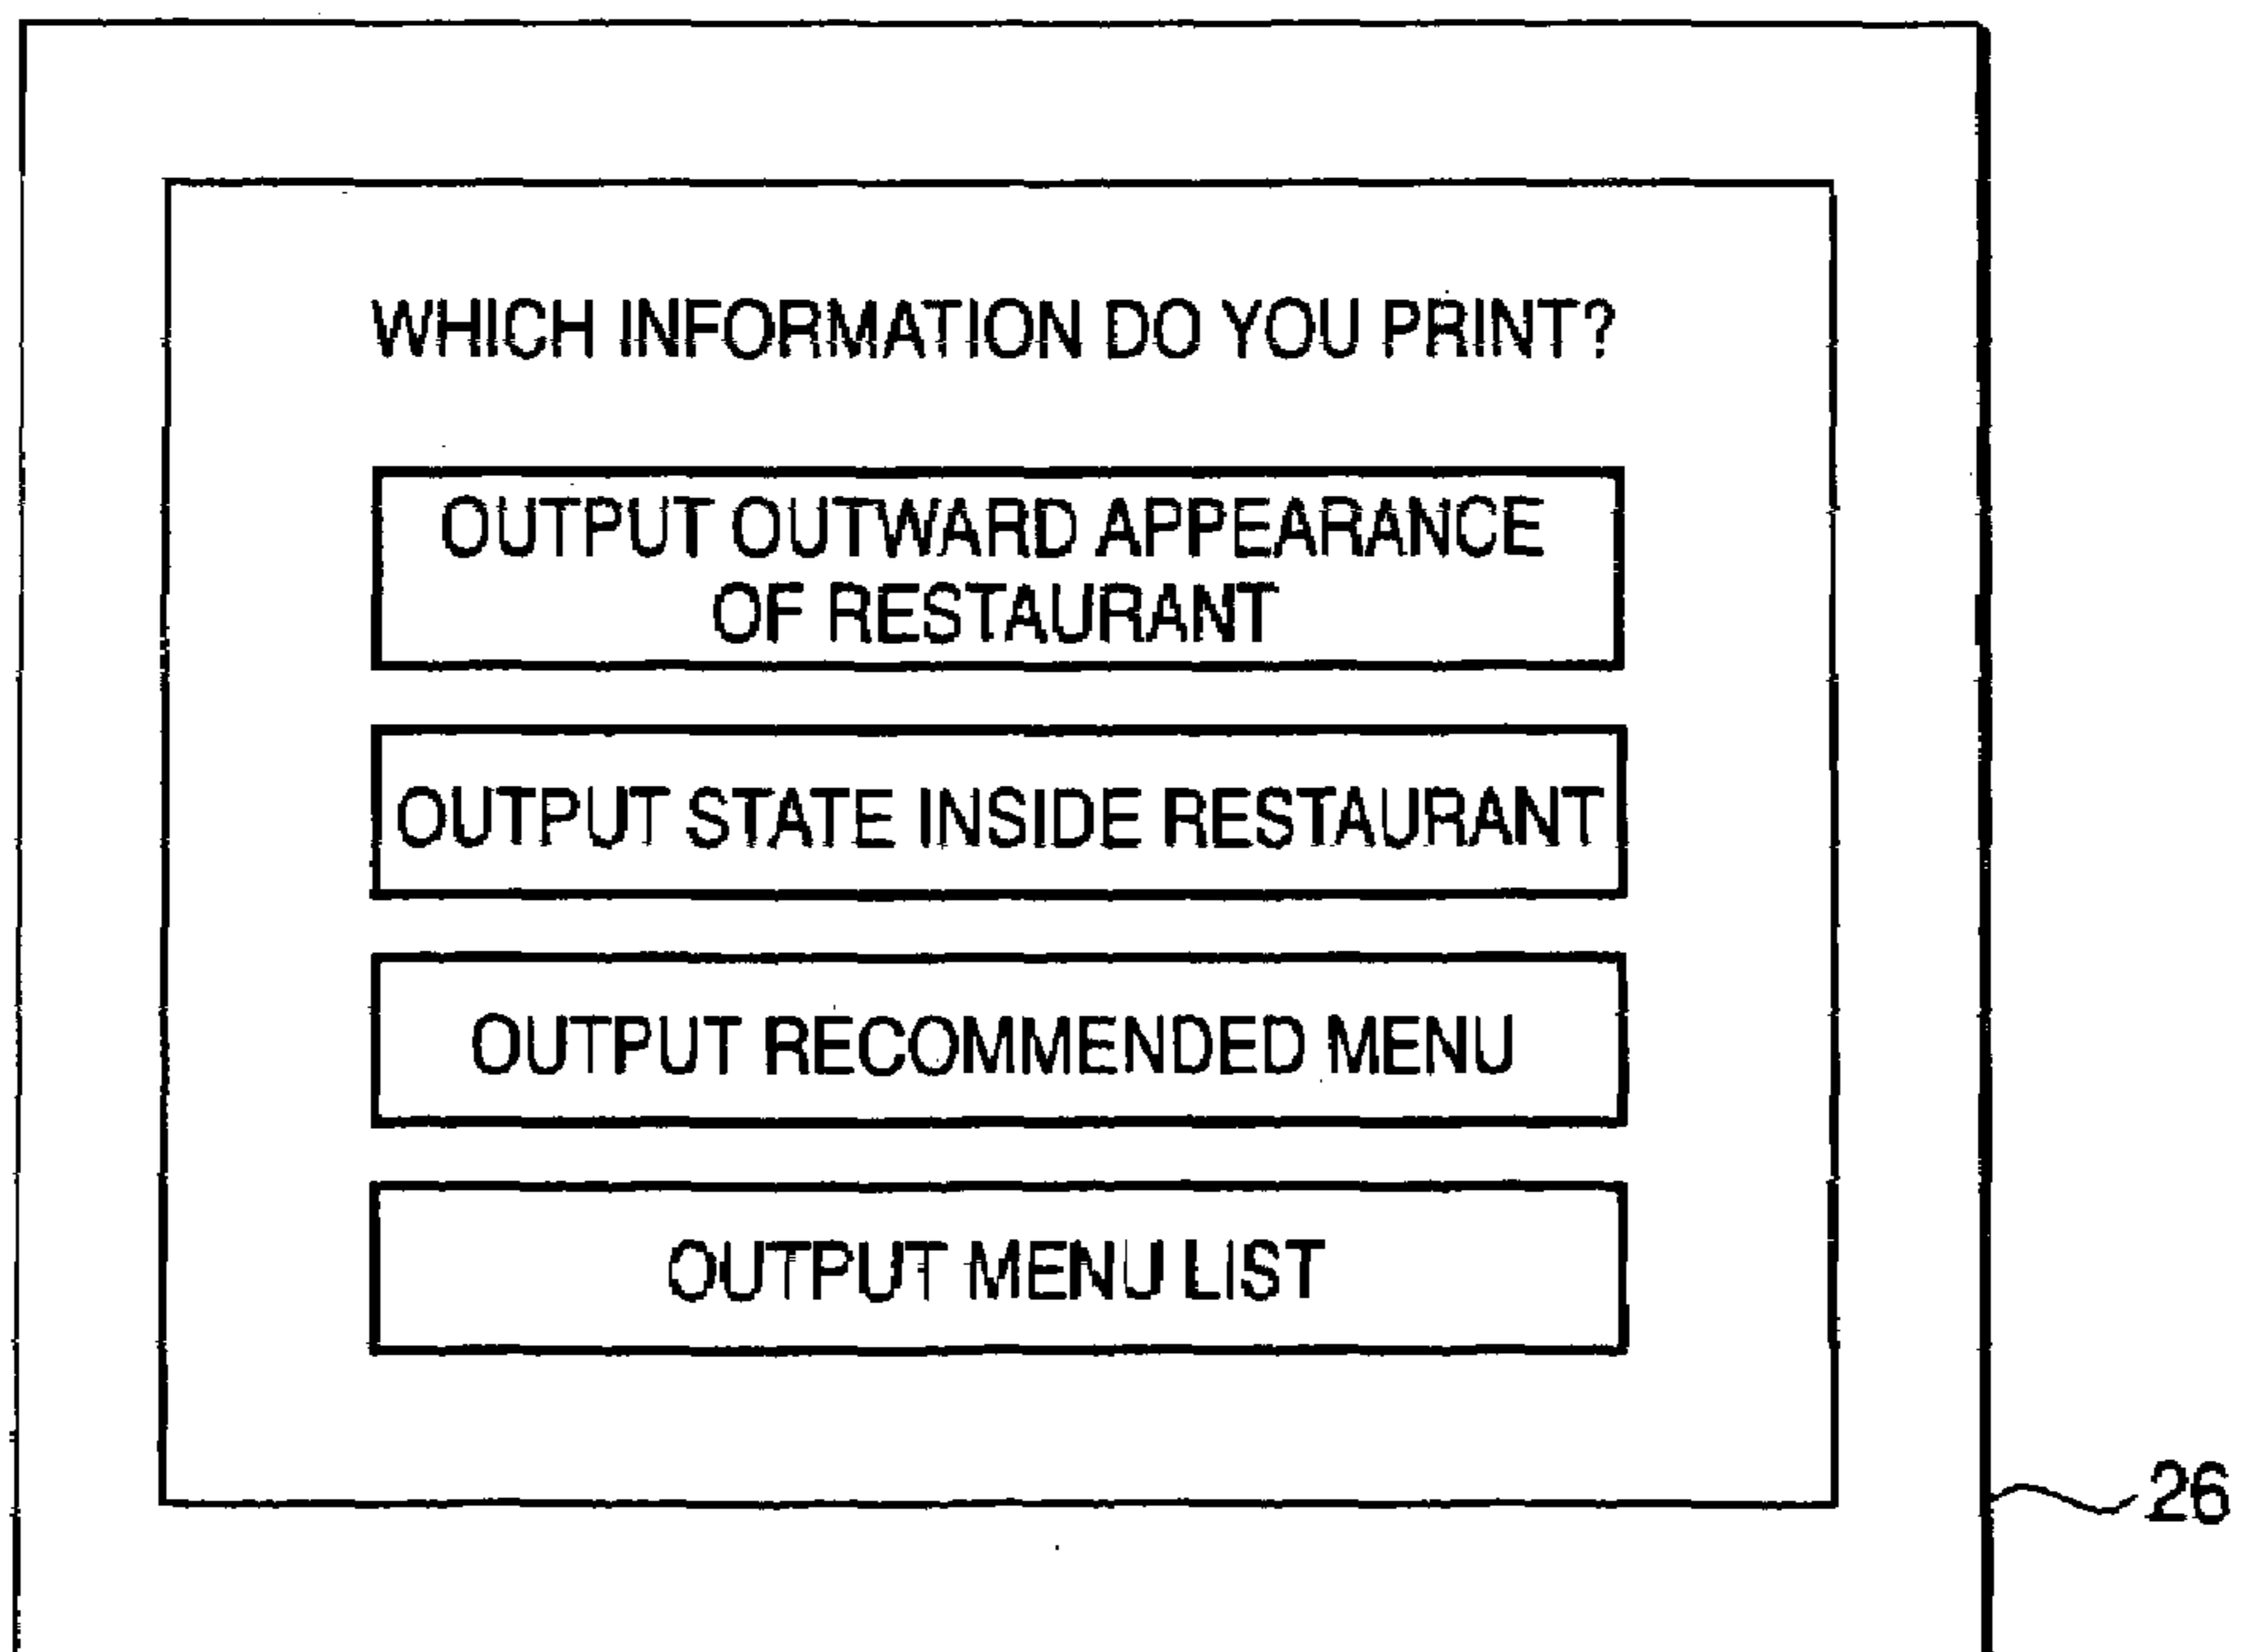 WHICH INFORMATION DO YOU PRINT?
OUTPUT OUTWARD APPEARANCE
OF RESTAURANT
OUTPUT STATE INSIDE RESTAURANT
OUTPUT RECOMMENDED MENU
OUTPUT MENU LIST
26